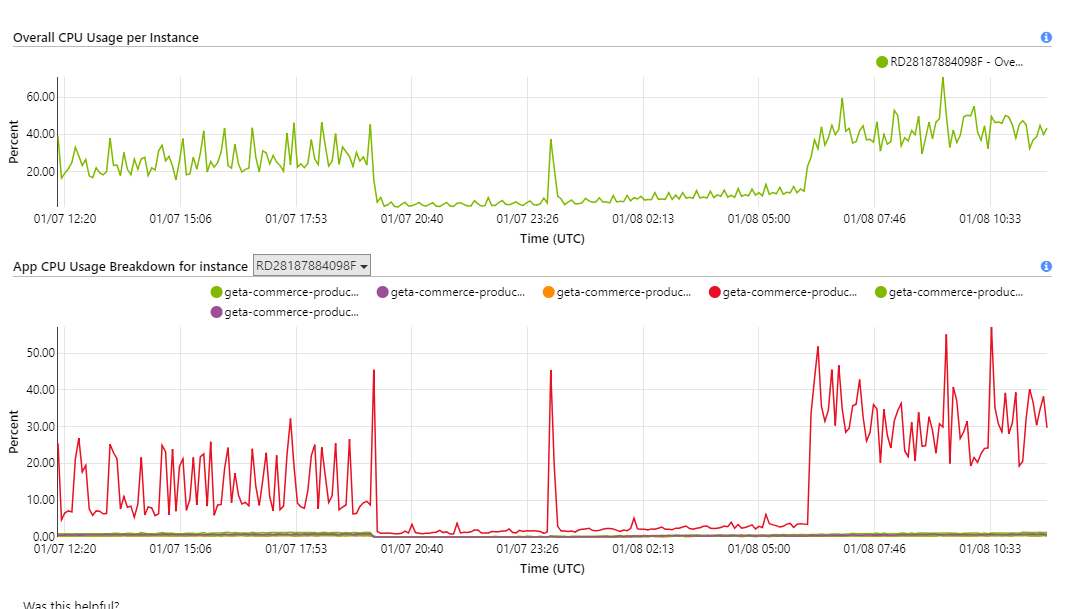 Overall CPU Usage per Instance
RD28187884098F - Ove...
60.00
40.00
20.00
Percent
01/07 12:20 01/07 15:06 01/07 17:53 01/07 20:40 01/07 23:26 01/08 02:13 01/08 05:00 01/08 07:46 01/08 10:33
Time (UTC)
App CPU Usage Breakdown for instance RD28187884098F
geta-commerce-produc... geta-commerce-produc... geta-commerce-produc... geta-commerce-produc... geta-commerce-produc...
geta-commerce-produc...
50.00
40.00
30.00
20.00
10.00
0.00
Percent
01/07 12:20 01/07 15:06 01/07 17:53 01/07 20:40 01/07 23:26 01/08 02:13 01/08 05:00 01/08 07:46 01/08 10:33
Time (UTC)
Was this helpful?